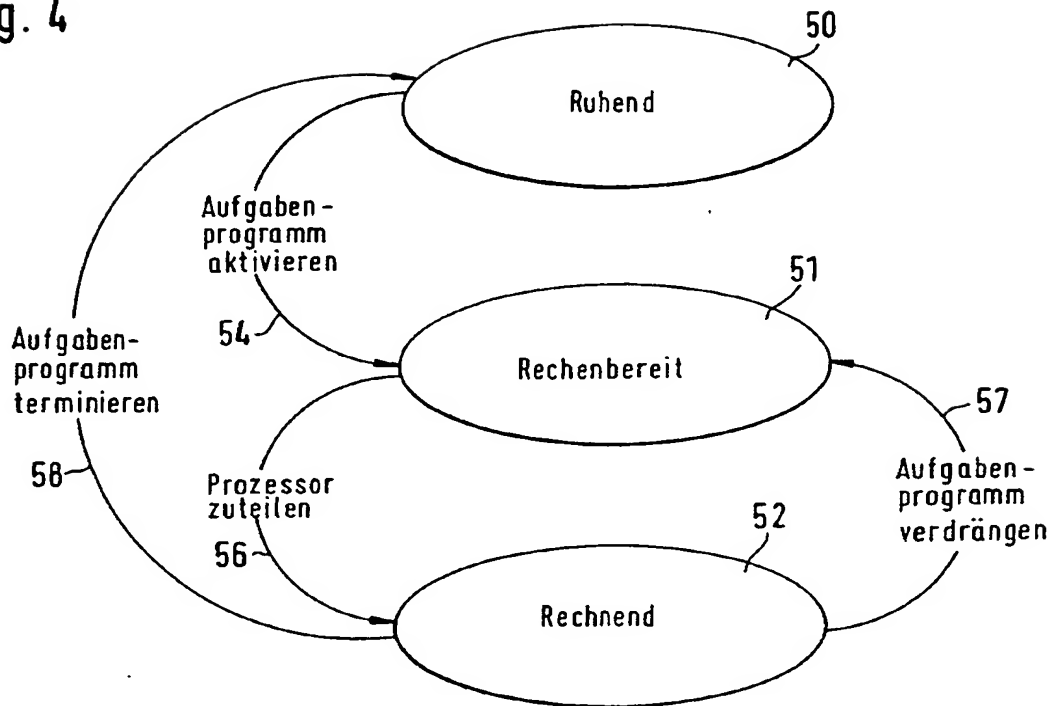 g. 4
50
Ruhend
Aufgaben-
programm
aktivieren
51
54
Rechenbereit
Aufgaben-
programm
terminieren
57
58
Prozessor
zuteilen
Aufgaben-
programm
verdrängen
56
52
Rechnend